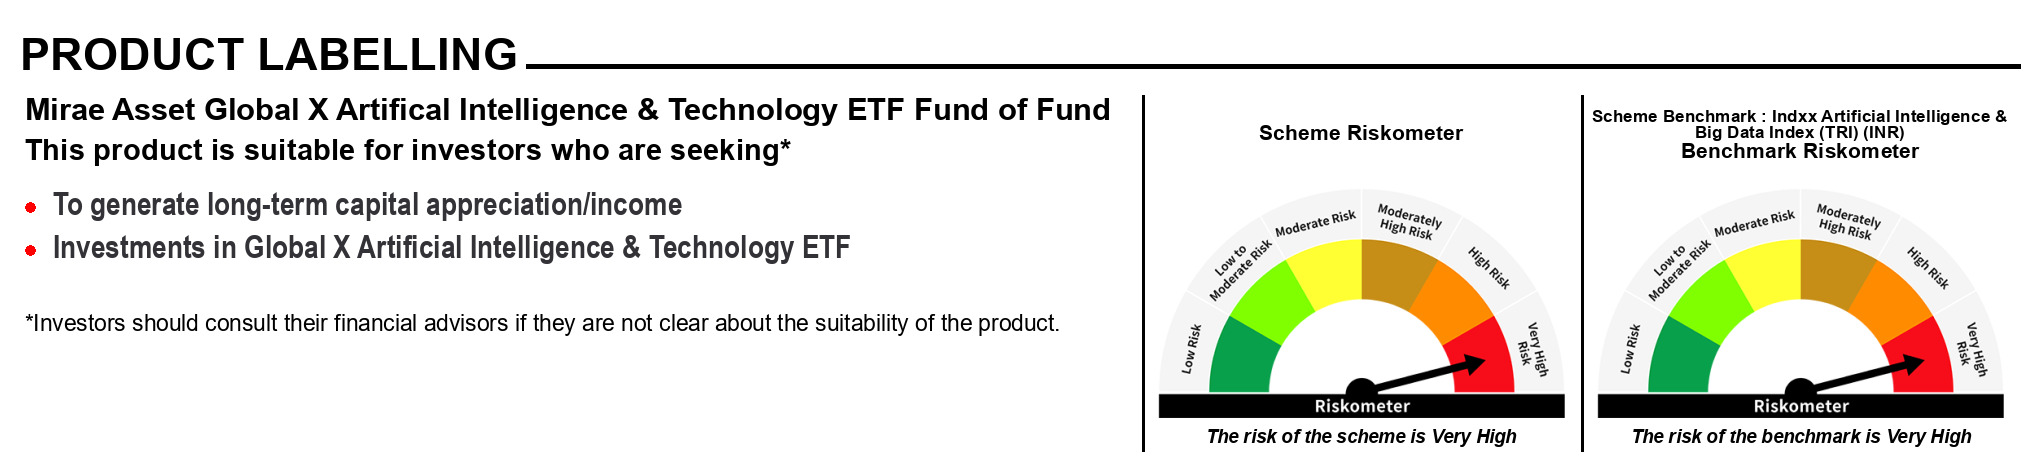 PRODUCT LABELLING
Mirae Asset Global X Artifical Intelligence & Technology ETF Fund of Fund
This product is suitable for investors who are seeking*
To generate long-term capital appreciation/income
Investments in Global X Artificial Intelligence & Technology ETF
*Investors should consult their financial advisors if they are not clear about the suitability of the product.
Scheme Riskometer
Low Risk
Low to
Moderate Risk
Moderate Risk
Moderately
High Risk
High Risk
Very High
Risk
Riskometer
The risk of the scheme is Very High
Scheme Benchmark : Indxx Artificial Intelligence &
Big Data Index (TRI) (INR)
Benchmark Riskometer
Low Risk
Low to
Moderate Risk
Moderate Risk
Moderately
High Risk
High Risk
Very High
Risk
Riskometer
The risk of the benchmark is Very High